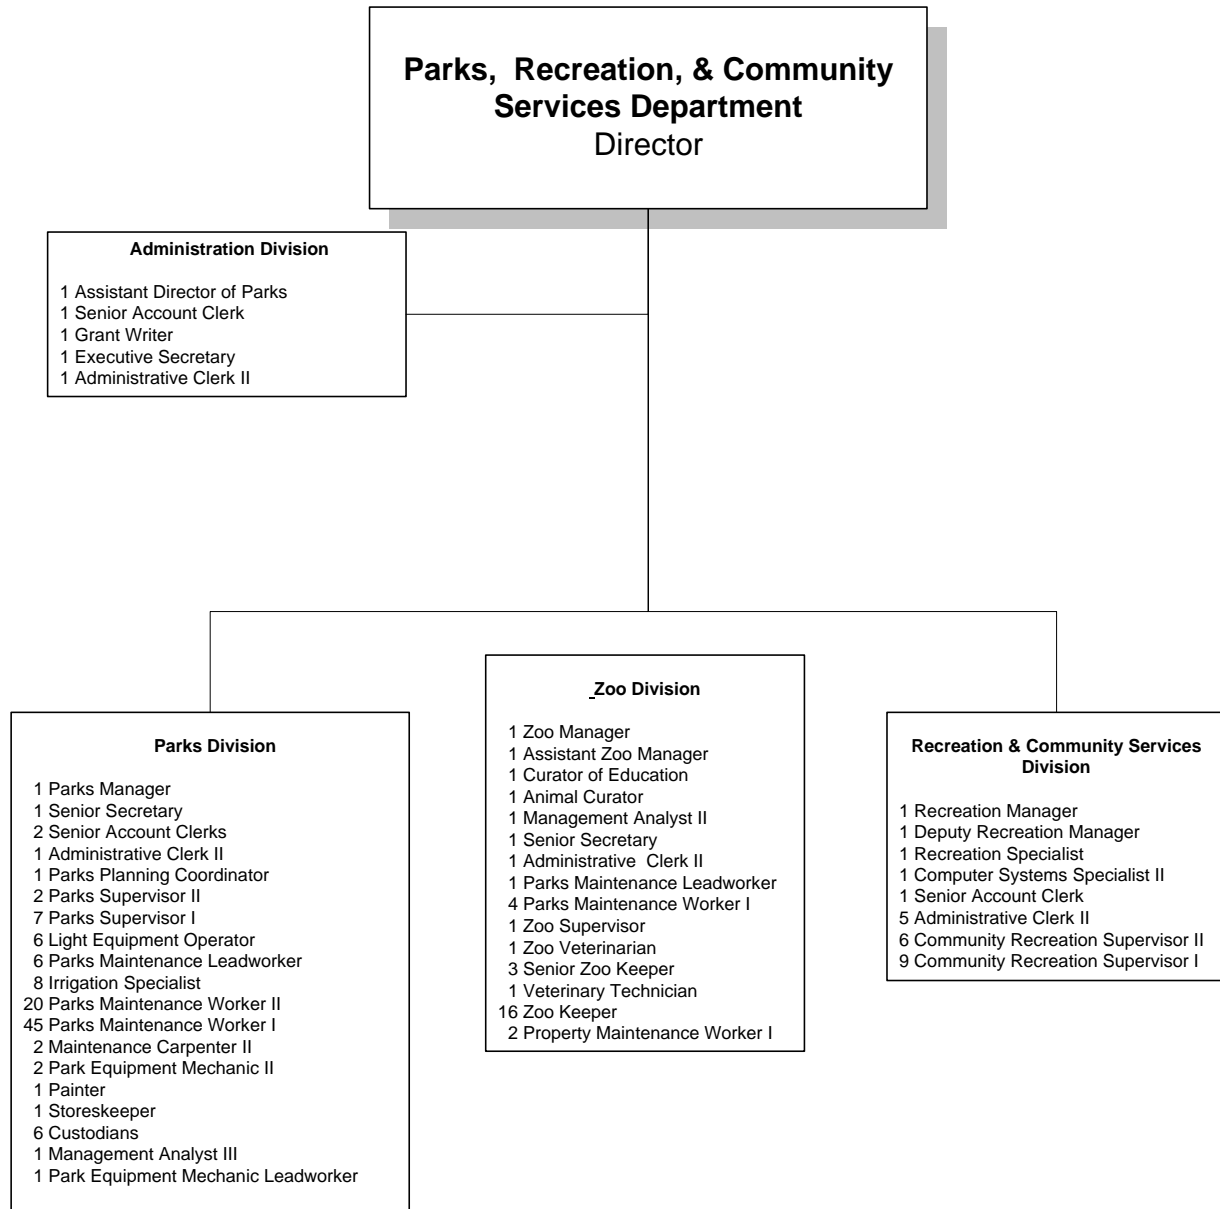 Parks, Recreation, & Community
Services Department
Director
Administration Division
1 Assistant Director of Parks
1 Senior Account Clerk
1 Grant Writer
1 Executive Secretary
1 Administrative Clerk II
Parks Division
1 Parks Manager
1 Senior Secretary
2 Senior Account Clerks
1 Administrative Clerk II
1 Parks Planning Coordinator
2 Parks Supervisor II
7 Parks Supervisor I
6 Light Equipment Operator
6 Parks Maintenance Leadworker
8 Irrigation Specialist
20 Parks Maintenance Worker II
45 Parks Maintenance Worker I
2 Maintenance Carpenter II
2 Park Equipment Mechanic II
1 Painter
1 Storeskeeper
6 Custodians
1 Management Analyst III
1 Park Equipment Mechanic Leadworker
Zoo Division
1 Zoo Manager
1 Assistant Zoo Manager
1 Curator of Education
1 Animal Curator
1 Management Analyst II
1 Senior Secretary
1 Administrative Clerk II
1 Parks Maintenance Leadworker
4 Parks Maintenance Worker I
1 Zoo Supervisor
1 Zoo Veterinarian
3 Senior Zoo Keeper
1 Veterinary Technician
16 Zoo Keeper
2 Property Maintenance Worker I
Recreation & Community Services
Division
1 Recreation Manager
1 Deputy Recreation Manager
1 Recreation Specialist
1 Computer Systems Specialist II
1 Senior Account Clerk
5 Administrative Clerk II
6 Community Recreation Supervisor II
9 Community Recreation Supervisor I